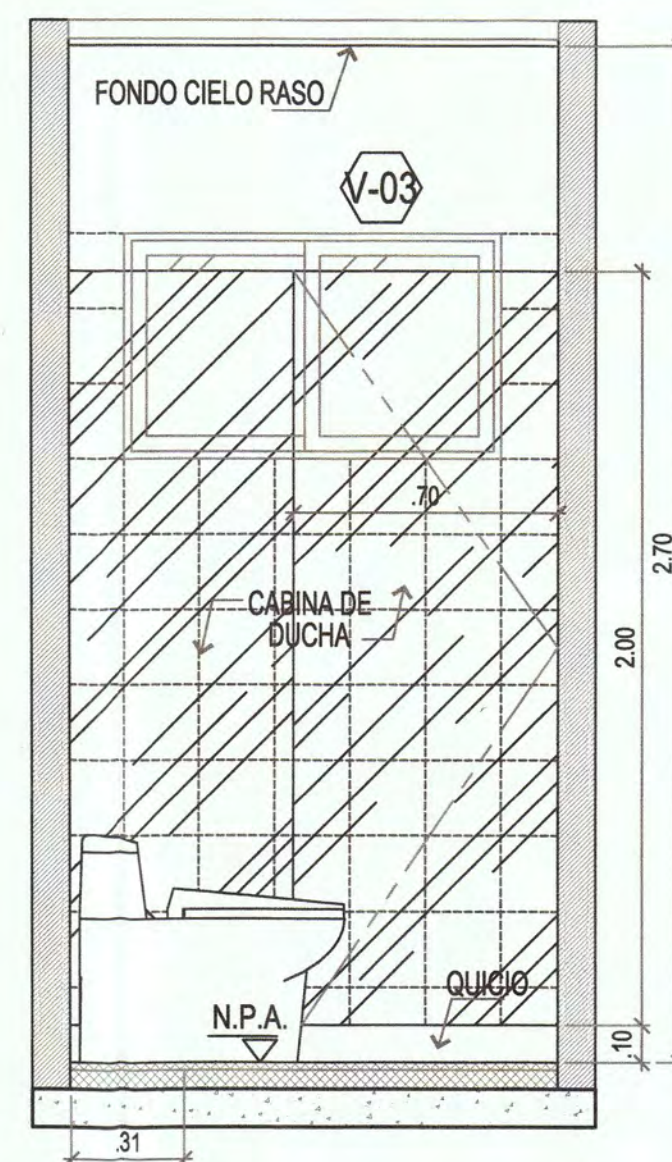 FONDO CIELO RASO
V-03
.70
2.70
CABINA DE
DUCHA
2.00
QUICIO
N.P.A.
.10
.31